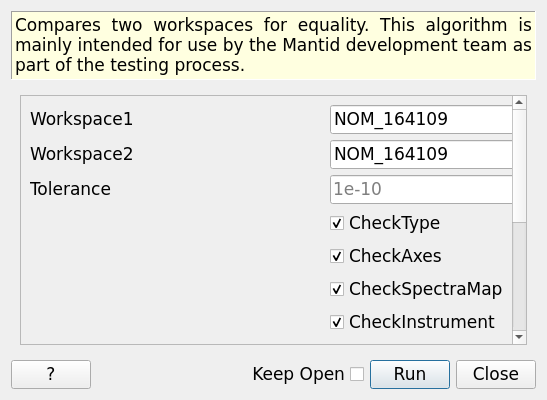 Compares two workspaces for equality. This algorithm is
mainly intended for use by the Mantid development team as
part of the testing process.
Workspace1 NOM_164109
Workspace2 NOM_164109
Tolerance 1e-10
CheckType
CheckAxes
CheckSpectraMap
CheckInstrument
? Keep Open Run Close